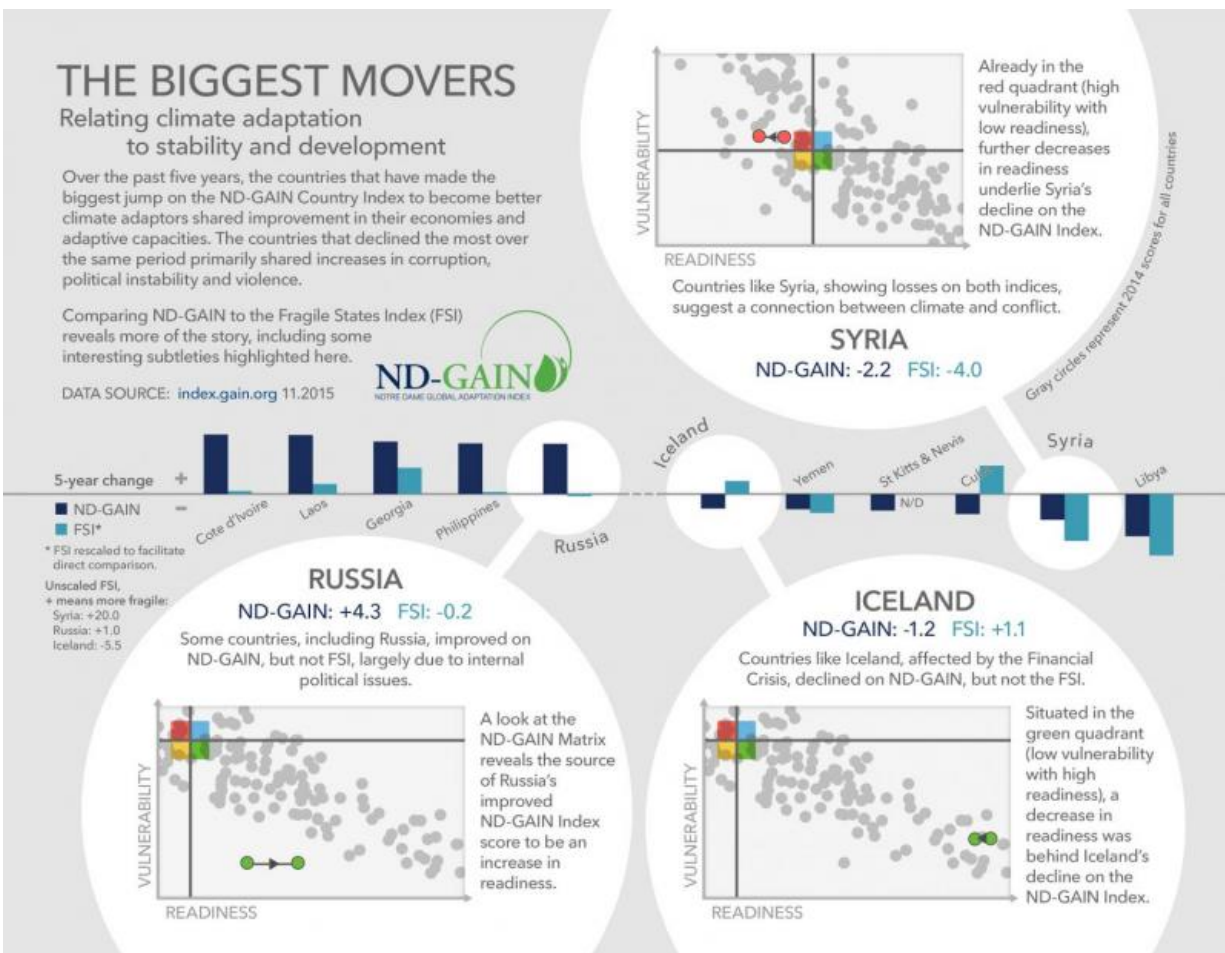 THE BIGGEST MOVERS
Relating climate adaptation
to stability and development
Over the past five years, the countries that have made the
biggest jump on the ND-GAIN Country Index to become better
climate adaptors shared improvement in their economies and
adaptive capacities. The countries that declined the most over
the same period primarily shared increases in corruption,
political instability and violence.
Comparing ND-GAIN to the Fragile States Index (FSI)
reveals more of the story, including some
interesting subtleties highlighted here.
DATA SOURCE: index.gain.org 11.2015
ND-GAIN
NOTRE DAME GLOBAL ADAPTATION INDEX
VULNERABILITY
READINESS
Already in the
red quadrant (high
vulnerability with
low readiness),
further decreases
in readiness
underlie Syria's
decline on the
ND-GAIN Index.
Countries like Syria, showing losses on both indices,
suggest a connection between climate and conflict.
SYRIA
ND-GAIN: -2.2 FSI: -4.0
Gray circles represent 2014 scores for all countries
5-year change + −
ND-GAIN
FSI*
* FSI rescaled to facilitate
direct comparison.
Unscaled FSI,
+ means more fragile:
Syria: +20.0
Russia: +1.0
Iceland: -5.5
Cote d'Ivoire
Laos
Georgia
Philippines
Russia
Iceland
Yemen
St Kitts & Nevis
N/D
Cuba
Syria
Libya
RUSSIA
ND-GAIN: +4.3 FSI: -0.2
Some countries, including Russia, improved on
ND-GAIN, but not FSI, largely due to internal
political issues.
VULNERABILITY
READINESS
A look at the
ND-GAIN Matrix
reveals the source
of Russia's
improved
ND-GAIN Index
score to be an
increase in
readiness.
ICELAND
ND-GAIN: -1.2 FSI: +1.1
Countries like Iceland, affected by the Financial
Crisis, declined on ND-GAIN, but not the FSI.
VULNERABILITY
READINESS
Situated in the
green quadrant
(low vulnerability
with high
readiness), a
decrease in
readiness was
behind Iceland's
decline on the
ND-GAIN Index.